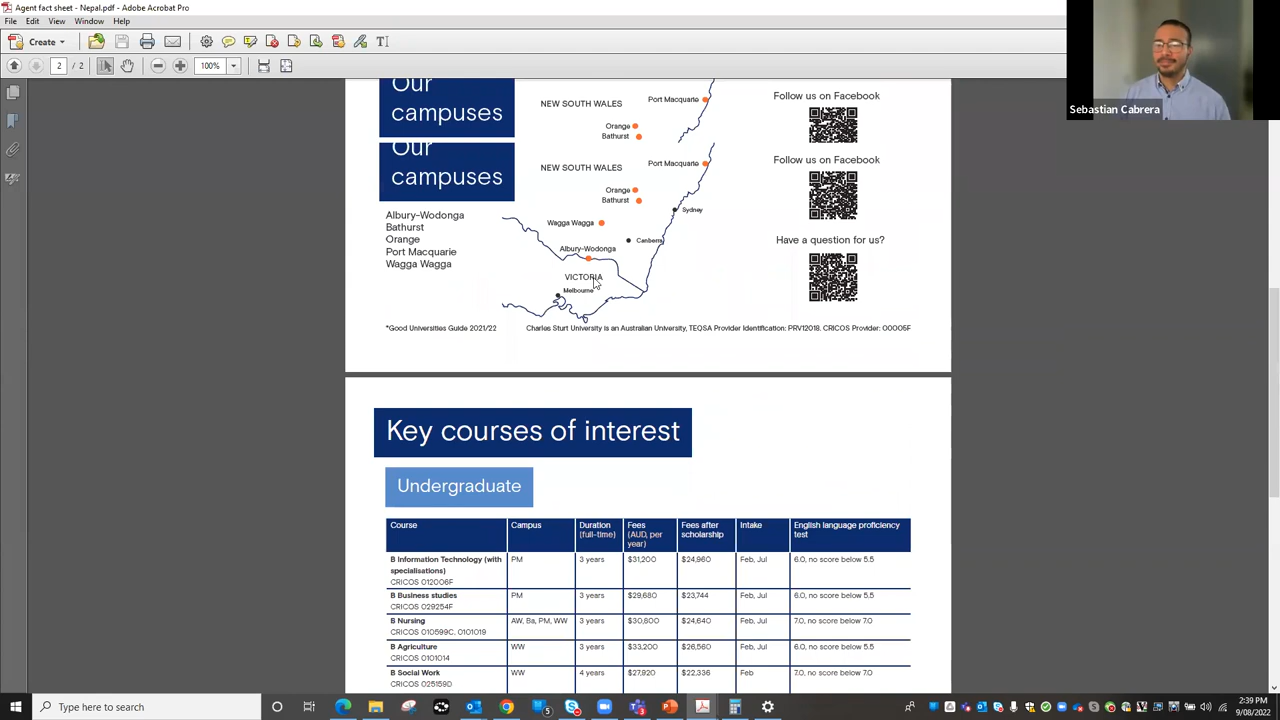 Agent fact sheet - Nepal.pdf - Adobe Acrobat Pro
File Edit View Window Help
Create
2 / 2 100%
Sebastian Cabrera
Our
campuses
NEW SOUTH WALES
Port Macquarie
Orange
Bathurst
Follow us on Facebook
Our
campuses
NEW SOUTH WALES
Port Macquarie
Orange
Bathurst
Sydney
Wagga Wagga
Canberra
Albury-Wodonga
VICTORIA
Melbourne
Follow us on Facebook
Have a question for us?
Albury-Wodonga
Bathurst
Orange
Port Macquarie
Wagga Wagga
*Good Universities Guide 2021/22
Charles Sturt University is an Australian University, TEQSA Provider Identification: PRV12018. CRICOS Provider: 00005F
Key courses of interest
Undergraduate
Course Campus Duration (full-time) Fees (AUD, per year) Fees after scholarship Intake English language proficiency test
B Information Technology (with specialisations) CRICOS 012006F PM 3 years $31,200 $24,960 Feb, Jul 6.0, no score below 5.5
B Business studies CRICOS 029254F PM 3 years $29,680 $23,744 Feb, Jul 6.0, no score below 5.5
B Nursing CRICOS 010599C, 0101019 AW, Ba, PM, WW 3 years $30,800 $24,640 Feb, Jul 7.0, no score below 7.0
B Agriculture CRICOS 0101014 WW 3 years $33,200 $26,560 Feb, Jul 6.0, no score below 5.5
B Social Work CRICOS 025159D WW 4 years $27,920 $22,336 Feb 7.0, no score below 7.0
Type here to search
2:39 PM
9/08/2022